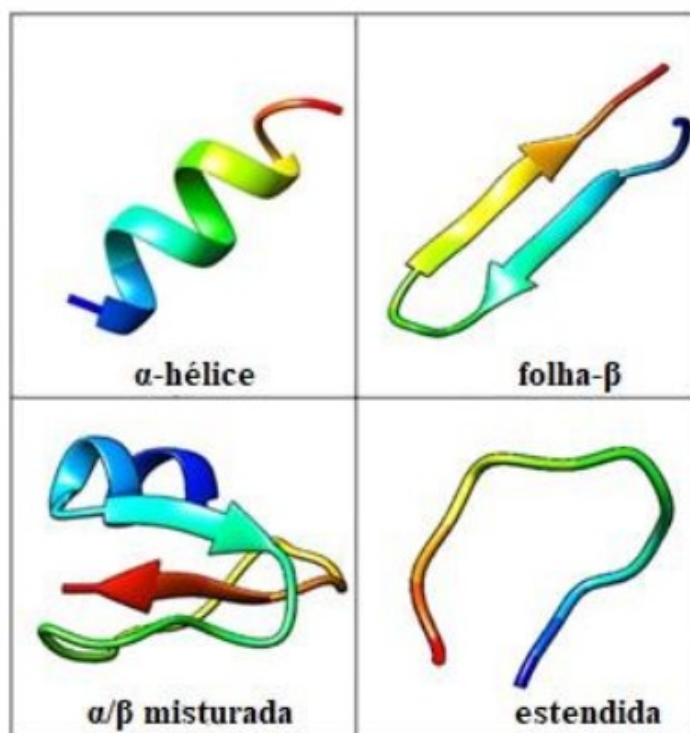 α-hélice
folha-β
α/β misturada
estendida